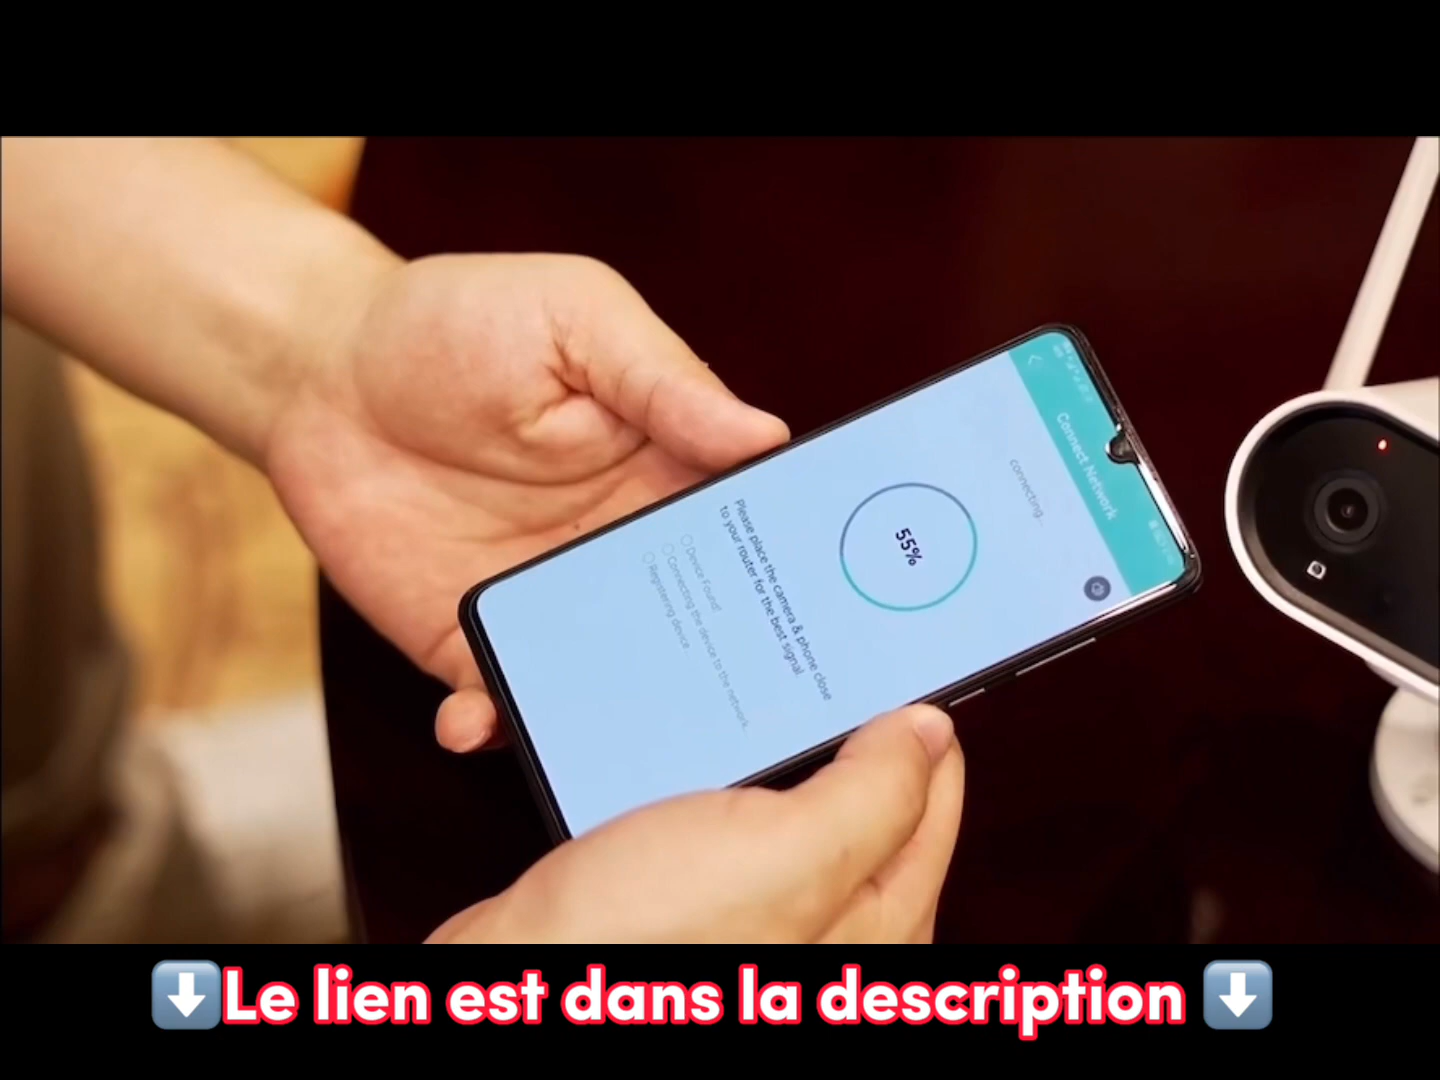 Connect Network
connecting...
55%
Please place the camera & phone close
to your router for the best signal
Device Found!
Connecting the device to the network...
Registering device...
⬇️Le lien est dans la description ⬇️